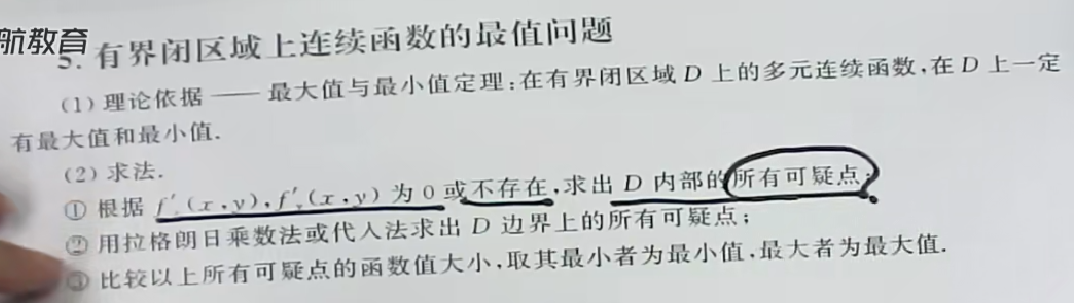 航教育
5. 有界闭区域上连续函数的最值问题
(1) 理论依据 —— 最大值与最小值定理:在有界闭区域 D 上的多元连续函数,在 D 上一定
有最大值和最小值.
(2) 求法.
① 根据 f′ₓ(x,y),f′ᵧ(x,y) 为 0 或不存在,求出 D 内部的所有可疑点;
② 用拉格朗日乘数法或代入法求出 D 边界上的所有可疑点;
③ 比较以上所有可疑点的函数值大小,取其最小者为最小值,最大者为最大值.